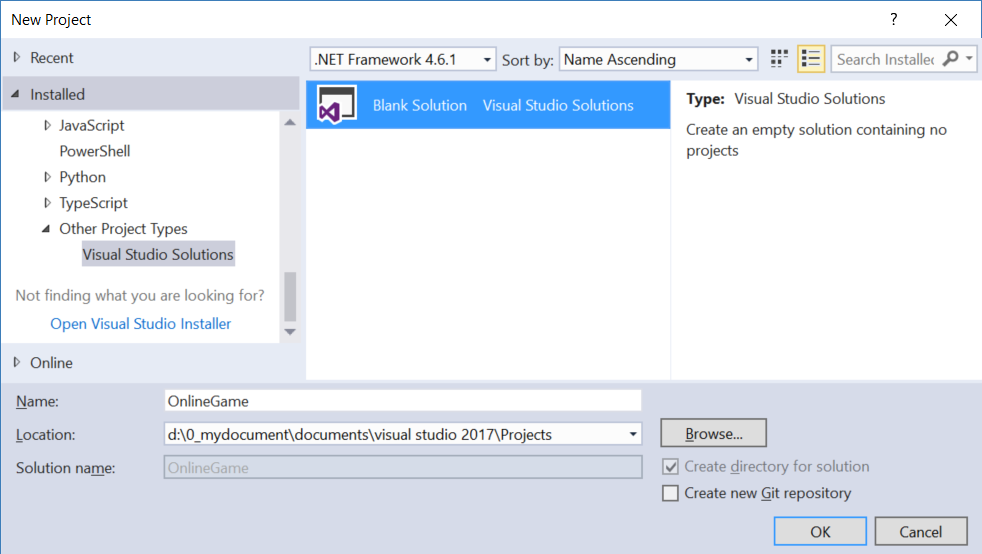 New Project
?
Recent
.NET Framework 4.6.1
Sort by:
Name Ascending
Search Installed
Installed
JavaScript
PowerShell
Python
TypeScript
Other Project Types
Visual Studio Solutions
Not finding what you are looking for?
Open Visual Studio Installer
Online
Blank Solution
Visual Studio Solutions
Type: Visual Studio Solutions
Create an empty solution containing no
projects
Name:
OnlineGame
Location:
d:\0_mydocument\documents\visual studio 2017\Projects
Browse...
Solution name:
OnlineGame
Create directory for solution
Create new Git repository
OK
Cancel